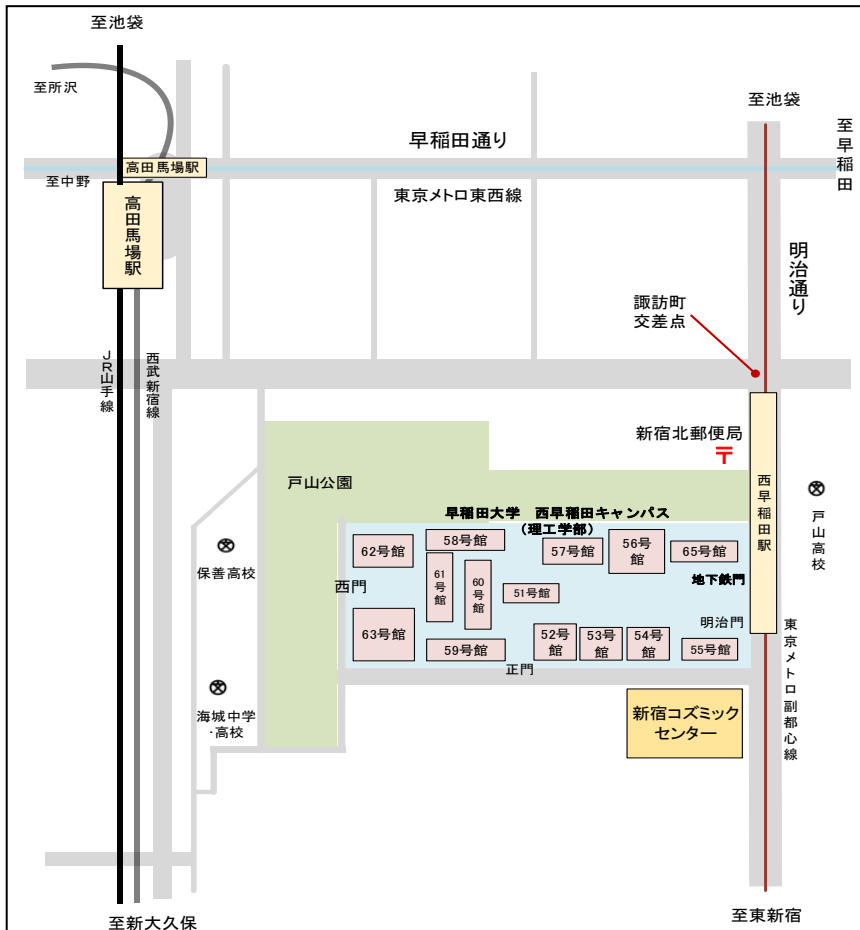 至池袋
至所沢
早稲田通り
至池袋
至早稲田
高田馬場駅
至中野
高田馬場駅
東京メトロ東西線
明治通り
諏訪町
交差点
JR山手線
西武新宿線
新宿北郵便局
〒
西早稲田駅
戸山公園
戸山高校
早稲田大学 西早稲田キャンパス
(理工学部)
58号館
62号館
57号館
56号
館
65号館
保善高校
西門
61号館
60号館
51号館
地下鉄門
63号館
明治門
59号館
52号
館
53号
館
54号
館
55号館
正門
東京メトロ副都心線
海城中学
・高校
新宿コズミック
センター
至新大久保
至東新宿